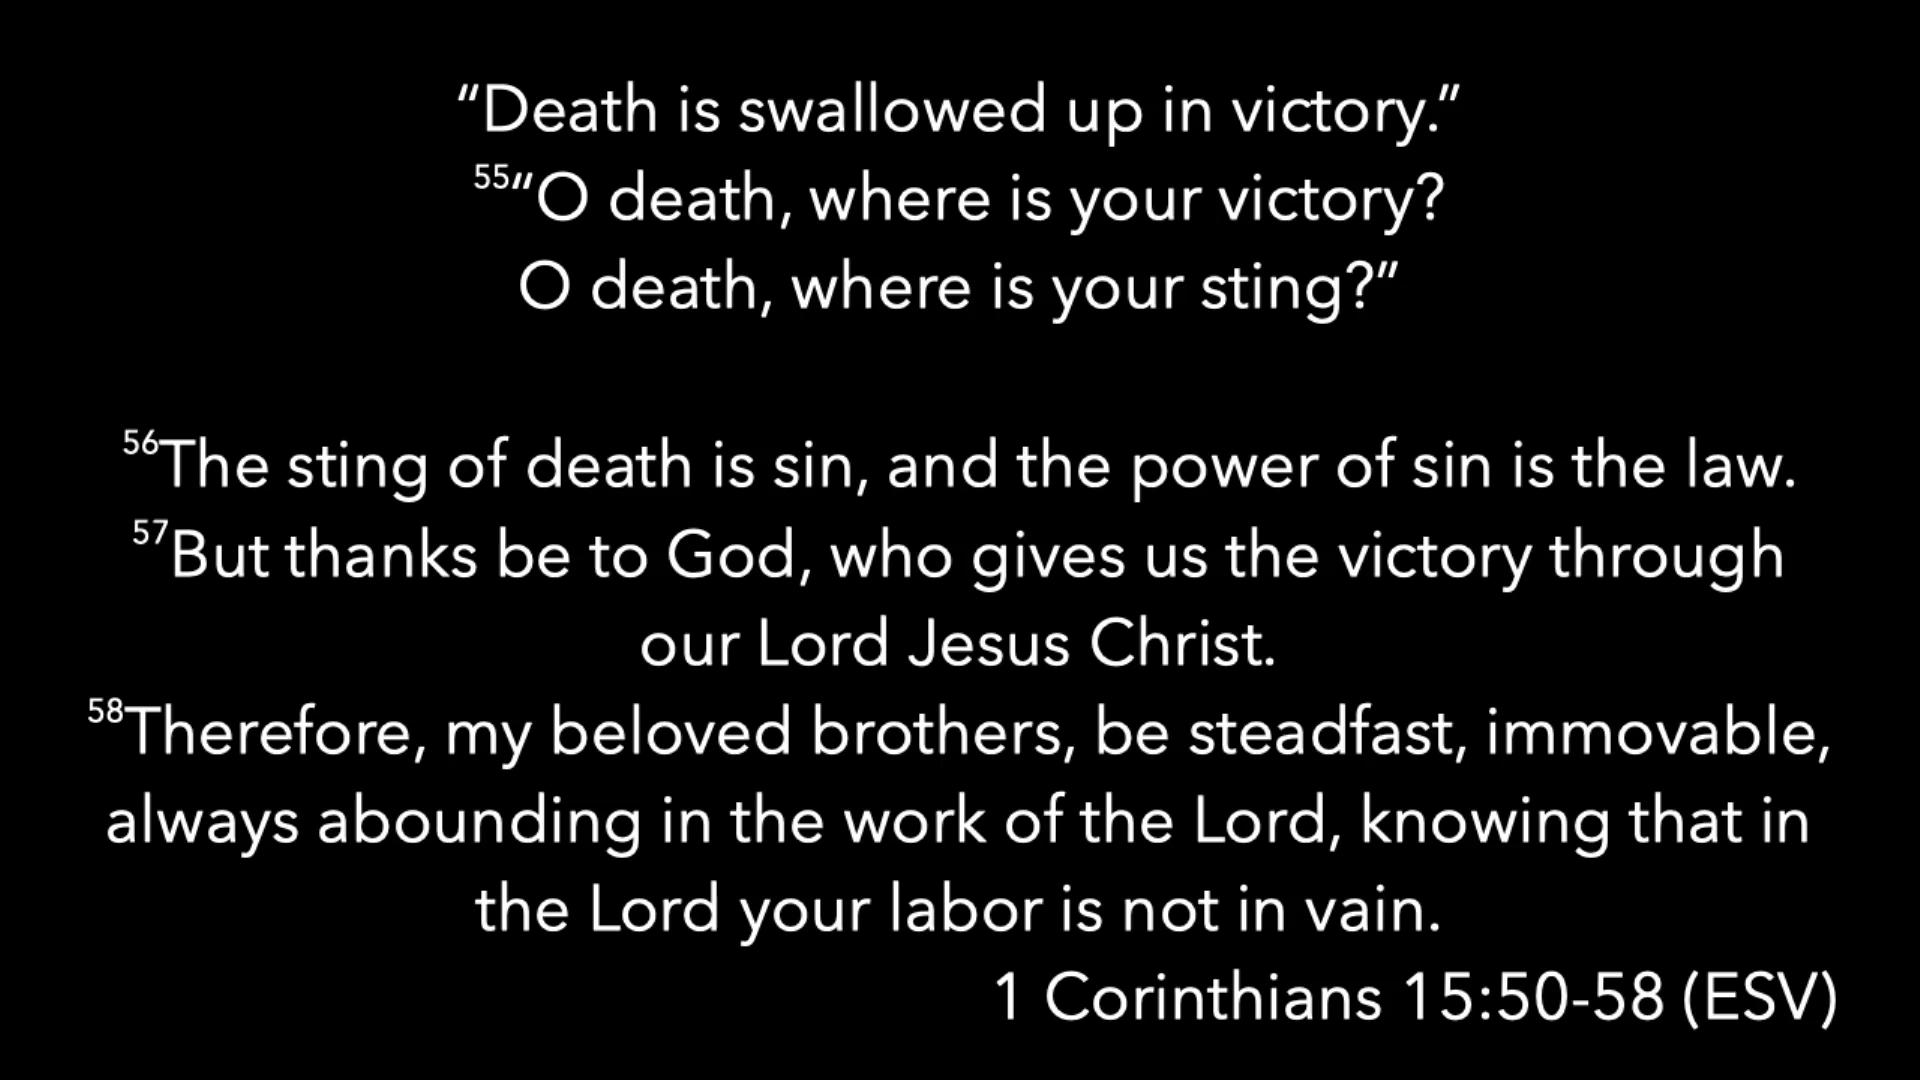 “Death is swallowed up in victory.”
55“O death, where is your victory?
O death, where is your sting?”
56The sting of death is sin, and the power of sin is the law.
57But thanks be to God, who gives us the victory through
our Lord Jesus Christ.
58Therefore, my beloved brothers, be steadfast, immovable,
always abounding in the work of the Lord, knowing that in
the Lord your labor is not in vain.
1 Corinthians 15:50-58 (ESV)